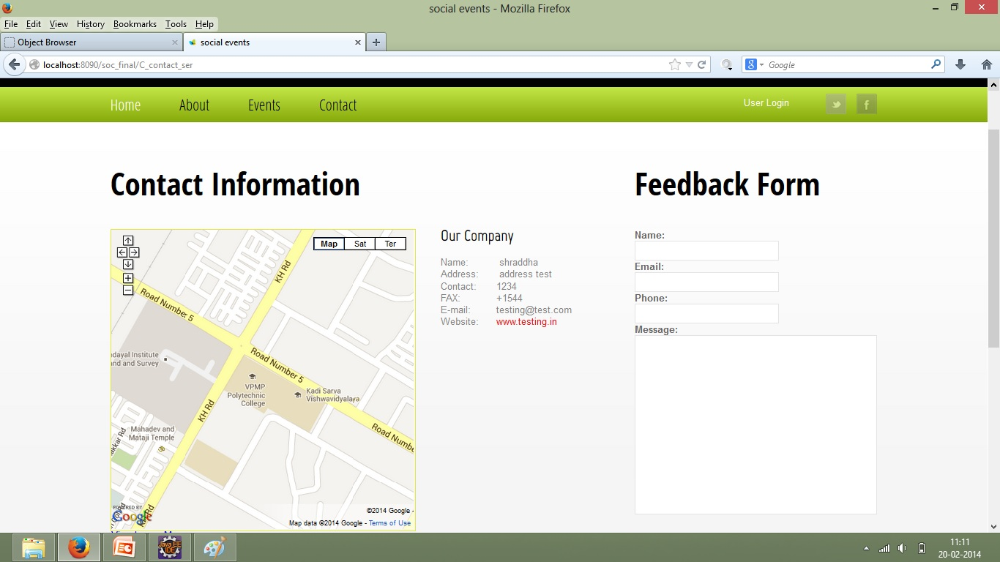 social events - Mozilla Firefox
File Edit View History Bookmarks Tools Help
Object Browser
social events
localhost:8090/soc_final/C_contact_ser
Google
Home About Events Contact
User Login
Contact Information
Feedback Form
Map Sat Ter
KH Rd
Road Number 5
Road Number 5
ndayal Institute
and and Survey
VPMP
Polytechnic
College
Kadi Sarva
Vishwavidyalaya
KH Rd
Road Numbe
Mahadev and
Mataji Temple
akkar Rd
POWERED BY
Google
©2014 Google -
Map data ©2014 Google - Terms of Use
Our Company
Name: shraddha
Address: address test
Contact: 1234
FAX: +1544
E-mail: testing@test.com
Website: www.testing.in
Name:
Email:
Phone:
Message:
Java EE
IDE
11:11
20-02-2014